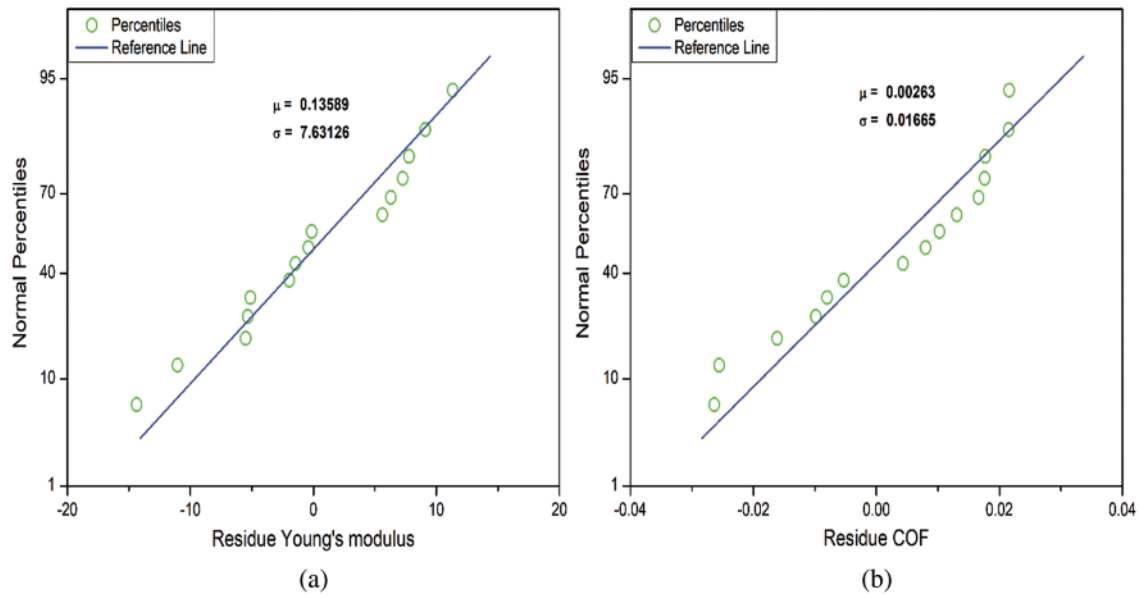 Percentiles
Reference Line
μ = 0.13589
σ = 7.63126
Normal Percentiles
95
70
40
10
1
-20
-10
0
10
20
Residue Young's modulus
(a)
Percentiles
Reference Line
μ = 0.00263
σ = 0.01665
Normal Percentiles
95
70
40
10
1
-0.04
-0.02
0.00
0.02
0.04
Residue COF
(b)